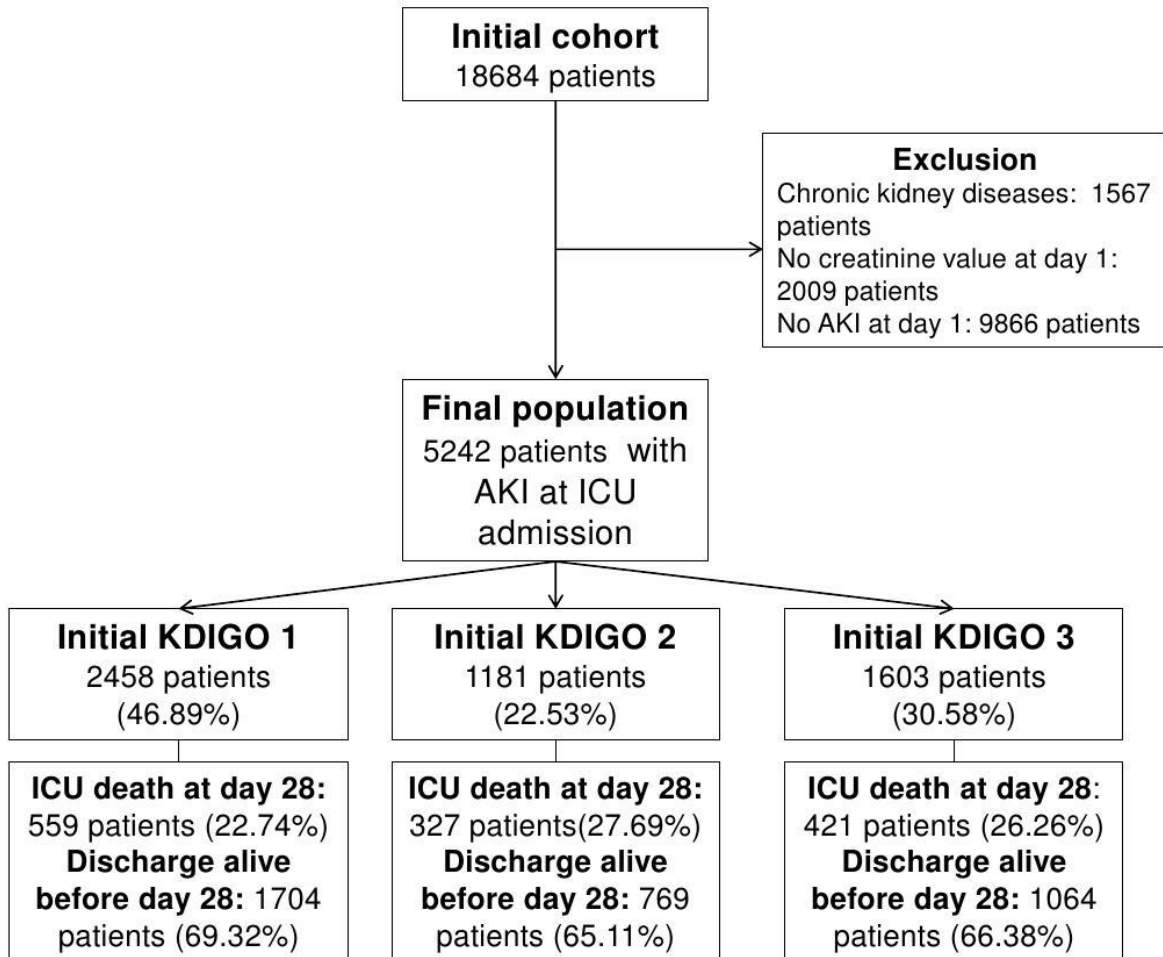 Initial cohort
18684 patients
Exclusion
Chronic kidney diseases:  1567
patients
No creatinine value at day 1:
2009 patients
No AKI at day 1: 9866 patients
Final population
5242 patients  with
AKI at ICU
admission
Initial KDIGO 1
2458 patients
(46.89%)
Initial KDIGO 2
1181 patients
(22.53%)
Initial KDIGO 3
1603 patients
(30.58%)
ICU death at day 28:
559 patients (22.74%)
Discharge alive
before day 28: 1704
patients (69.32%)
ICU death at day 28:
327 patients(27.69%)
Discharge alive
before day 28: 769
patients (65.11%)
ICU death at day 28:
421 patients (26.26%)
Discharge alive
before day 28: 1064
patients (66.38%)